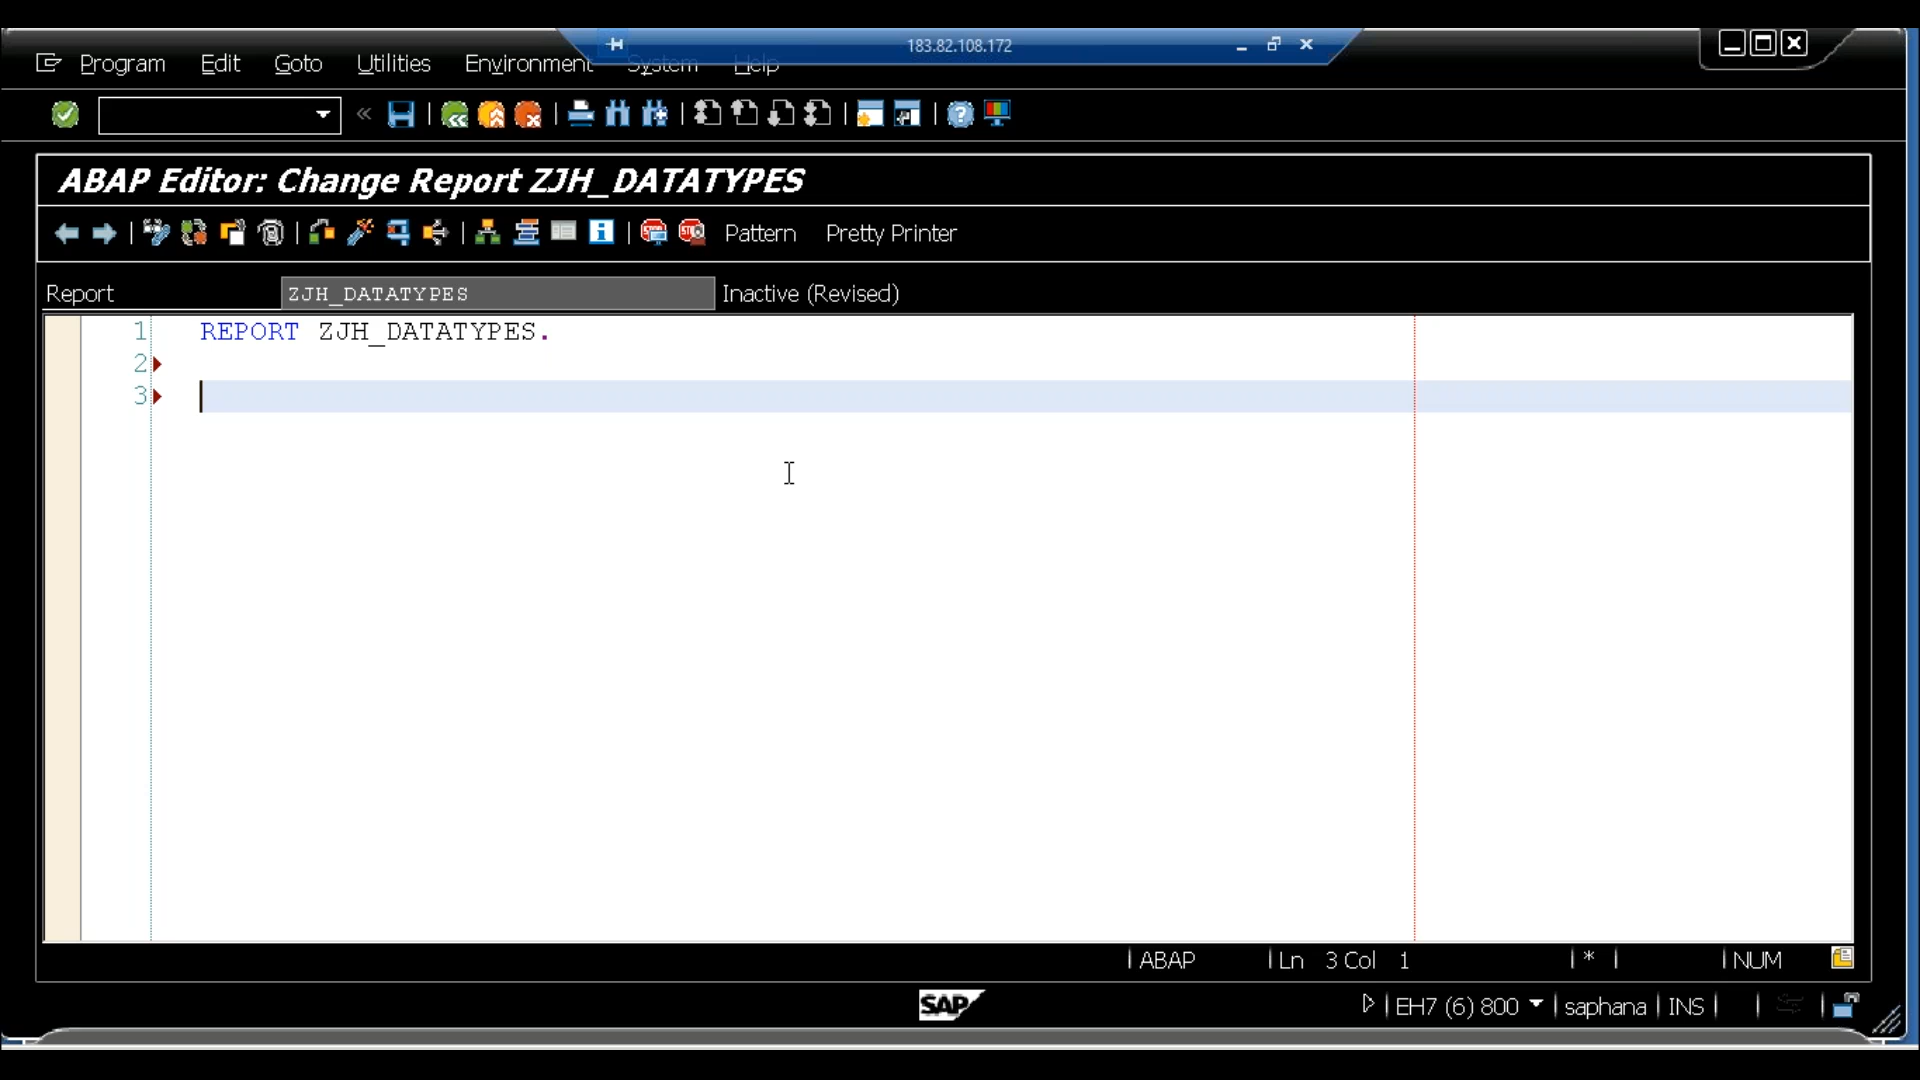 183.82.108.172
Program Edit Goto Utilities Environment System Help
ABAP Editor: Change Report ZJH_DATATYPES
Pattern Pretty Printer
Report ZJH_DATATYPES Inactive (Revised)
1 REPORT ZJH_DATATYPES.
2
3
ABAP Ln 3 Col 1 * NUM
SAP EH7 (6) 800 saphana INS